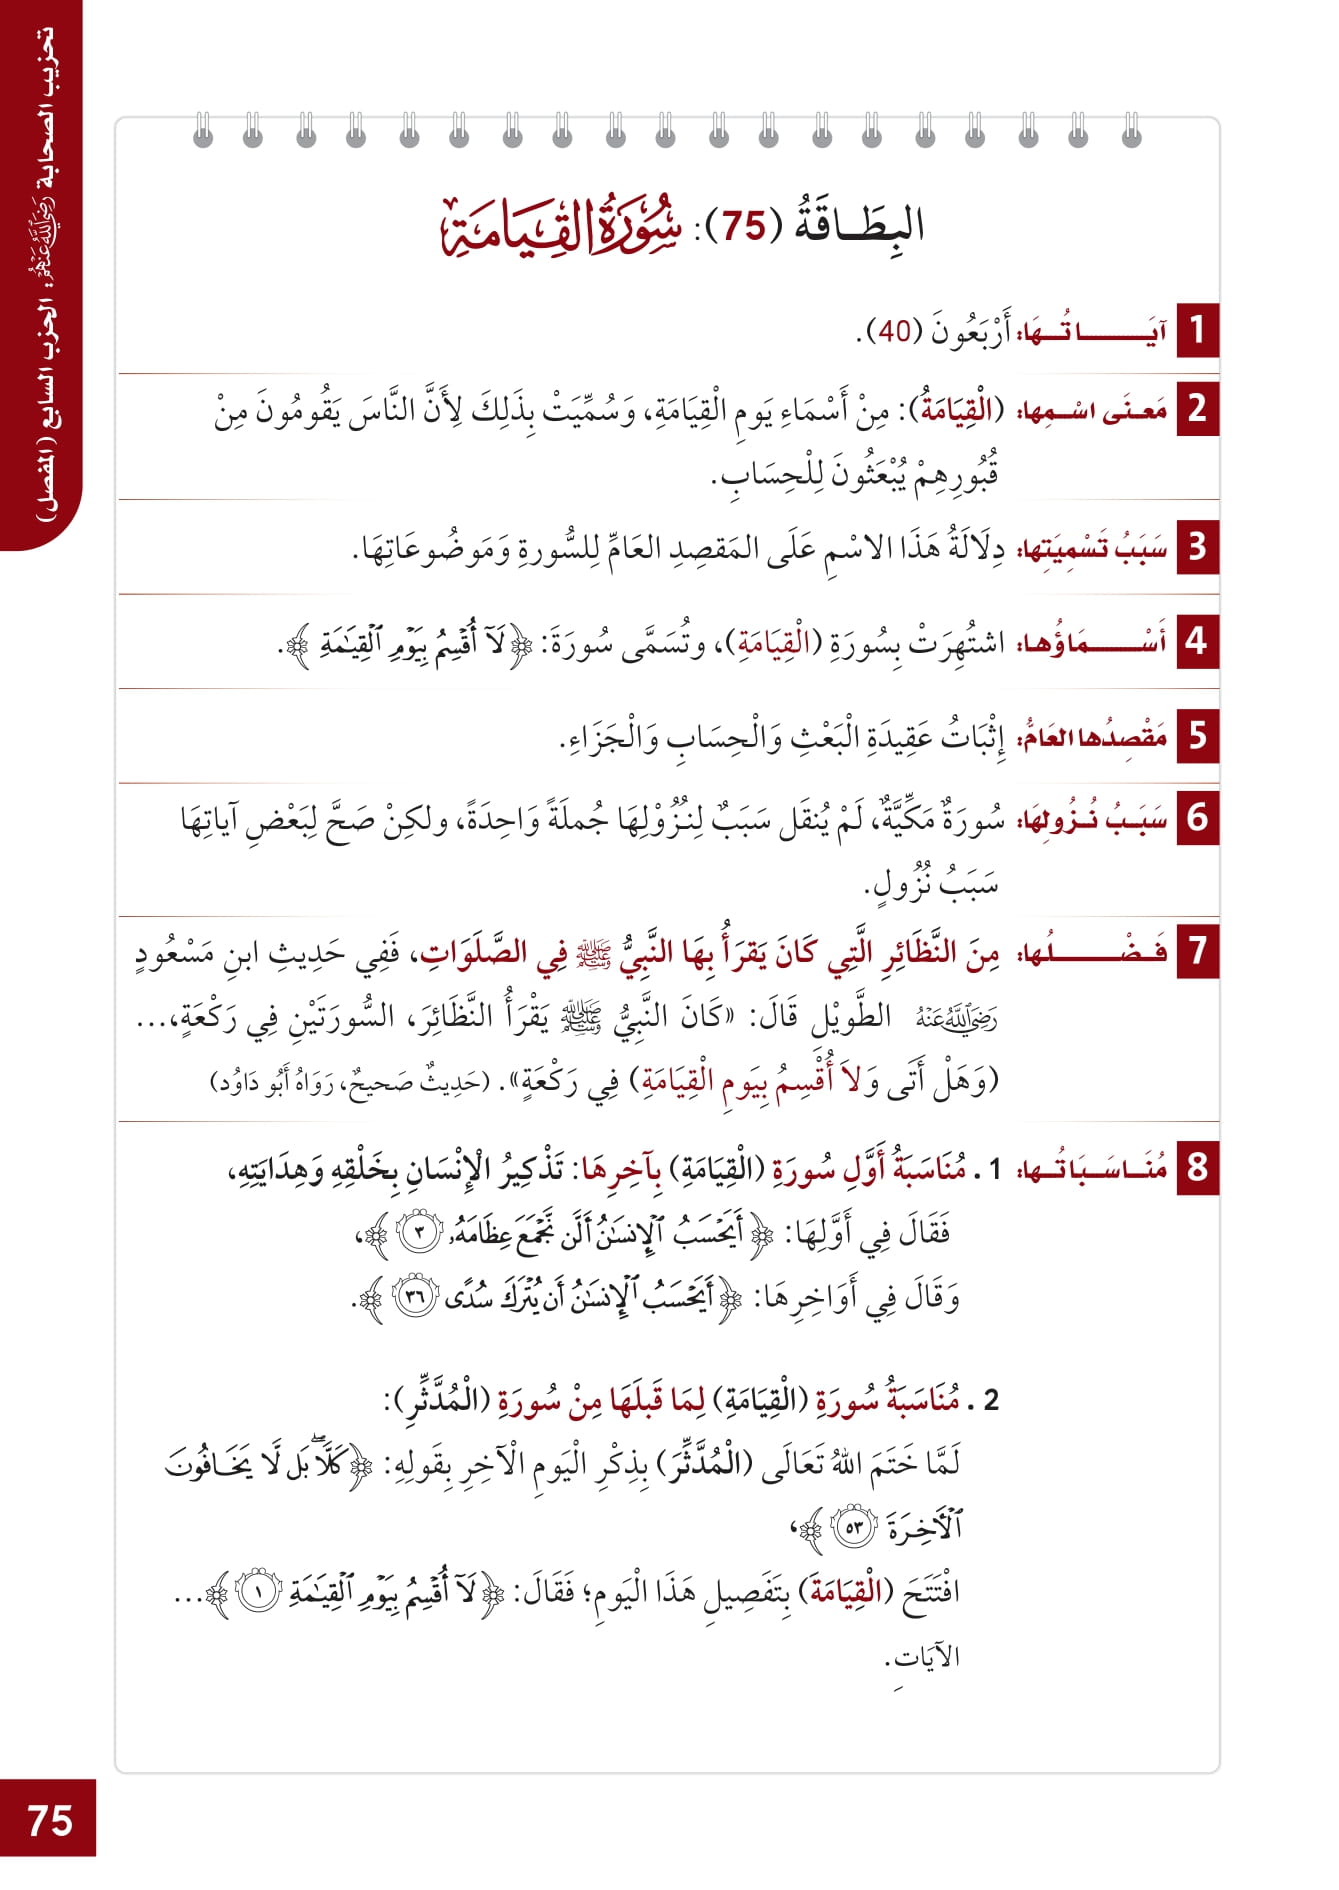 تحزيب الصحابة رَضِيَ اللَّهُ عَنْهُمْ: الحزب السابع (المفصل)
البِطَاقَةُ (75): سُورَةُ القِيَامَةِ
1 آيَاتُهَا: أَرْبَعُونَ (40).
2 مَعنَى اسْمِها: (الْقِيَامَةُ): مِنْ أَسْمَاءِ يَومِ الْقِيَامَةِ، وَسُمِّيَتْ بِذَلِكَ لِأَنَّ النَّاسَ يَقُومُونَ مِنْ
قُبُورِهِمْ يُبْعَثُونَ لِلْحِسَابِ.
3 سَبَبُ تَسْمِيَتِها: دِلَالَةُ هَذَا الاسْمِ عَلَى المَقصِدِ العَامِّ لِلسُّورةِ وَمَوضُوعَاتِهَا.
4 أَسْمَاؤُها: اشتُهِرَتْ بِسُورَةِ (الْقِيَامَةِ)، وتُسَمَّى سُورَةَ: ﴿لَآ أُقۡسِمُ بِيَوۡمِ ٱلۡقِيَٰمَةِ﴾.
5 مَقْصِدُها العَامُّ: إِثْبَاتُ عَقِيدَةِ الْبَعْثِ وَالْحِسَابِ وَالْجَزَاءِ.
6 سَبَبُ نُزُولِهَا: سُورَةٌ مَكِّيَّةٌ، لَمْ يُنقَل سَبَبٌ لِنُزُوْلِهَا جُملَةً وَاحِدَةً، ولكِنْ صَحَّ لِبَعْضِ آياتِهَا
سَبَبُ نُزُولٍ.
7 فَضْلُها: مِنَ النَّظَائِرِ الَّتِي كَانَ يَقرَأُ بِهَا النَّبِيُّ ﷺ فِي الصَّلَوَاتِ، فَفِي حَدِيثِ ابنِ مَسْعُودٍ
رَضِيَ اللَّهُ عَنْهُ الطَّوِيْلِ قَالَ: «كَانَ النَّبِيُّ ﷺ يَقْرَأُ النَّظَائِرَ، السُّورَتَيْنِ فِي رَكْعَةٍ،...
(وَهَلْ أَتَى وَلاَ أُقْسِمُ بِيَومِ الْقِيَامَةِ) فِي رَكْعَةٍ». (حَدِيثٌ صَحيحٌ، رَوَاهُ أَبُو دَاوُد)
8 مُنَاسَبَاتُها: 1. مُنَاسَبَةُ أَوَّلِ سُورَةِ (الْقِيَامَةِ) بِآخِرِهَا: تَذْكِيرُ الْإِنْسَانِ بِخَلْقِهِ وَهِدَايَتِهِ،
فَقَالَ فِي أَوَّلِهَا: ﴿أَيَحۡسَبُ ٱلۡإِنسَٰنُ أَلَّن نَّجۡمَعَ عِظَامَهُۥ ٣﴾،
وَقَالَ فِي أَوَاخِرِهَا: ﴿أَيَحۡسَبُ ٱلۡإِنسَٰنُ أَن يُتۡرَكَ سُدًى ٣٦﴾.
2. مُنَاسَبَةُ سُورَةِ (الْقِيَامَةِ) لِمَا قَبلَهَا مِنْ سُورَةِ (الْمُدَّثِّرِ):
لَمَّا خَتَمَ اللهُ تَعَالَى (الْمُدَّثِّرَ) بِذِكْرِ الْيَومِ الْآخِرِ بِقَولِهِ: ﴿كَلَّاۖ بَل لَّا يَخَافُونَ
ٱلۡأٓخِرَةَ ٥٣﴾،
افْتَتَحَ (الْقِيَامَةَ) بِتَفَصِيلِ هَذَا الْيَومِ؛ فَقَالَ: ﴿لَآ أُقۡسِمُ بِيَوۡمِ ٱلۡقِيَٰمَةِ ١﴾...
الآيَاتِ.
75